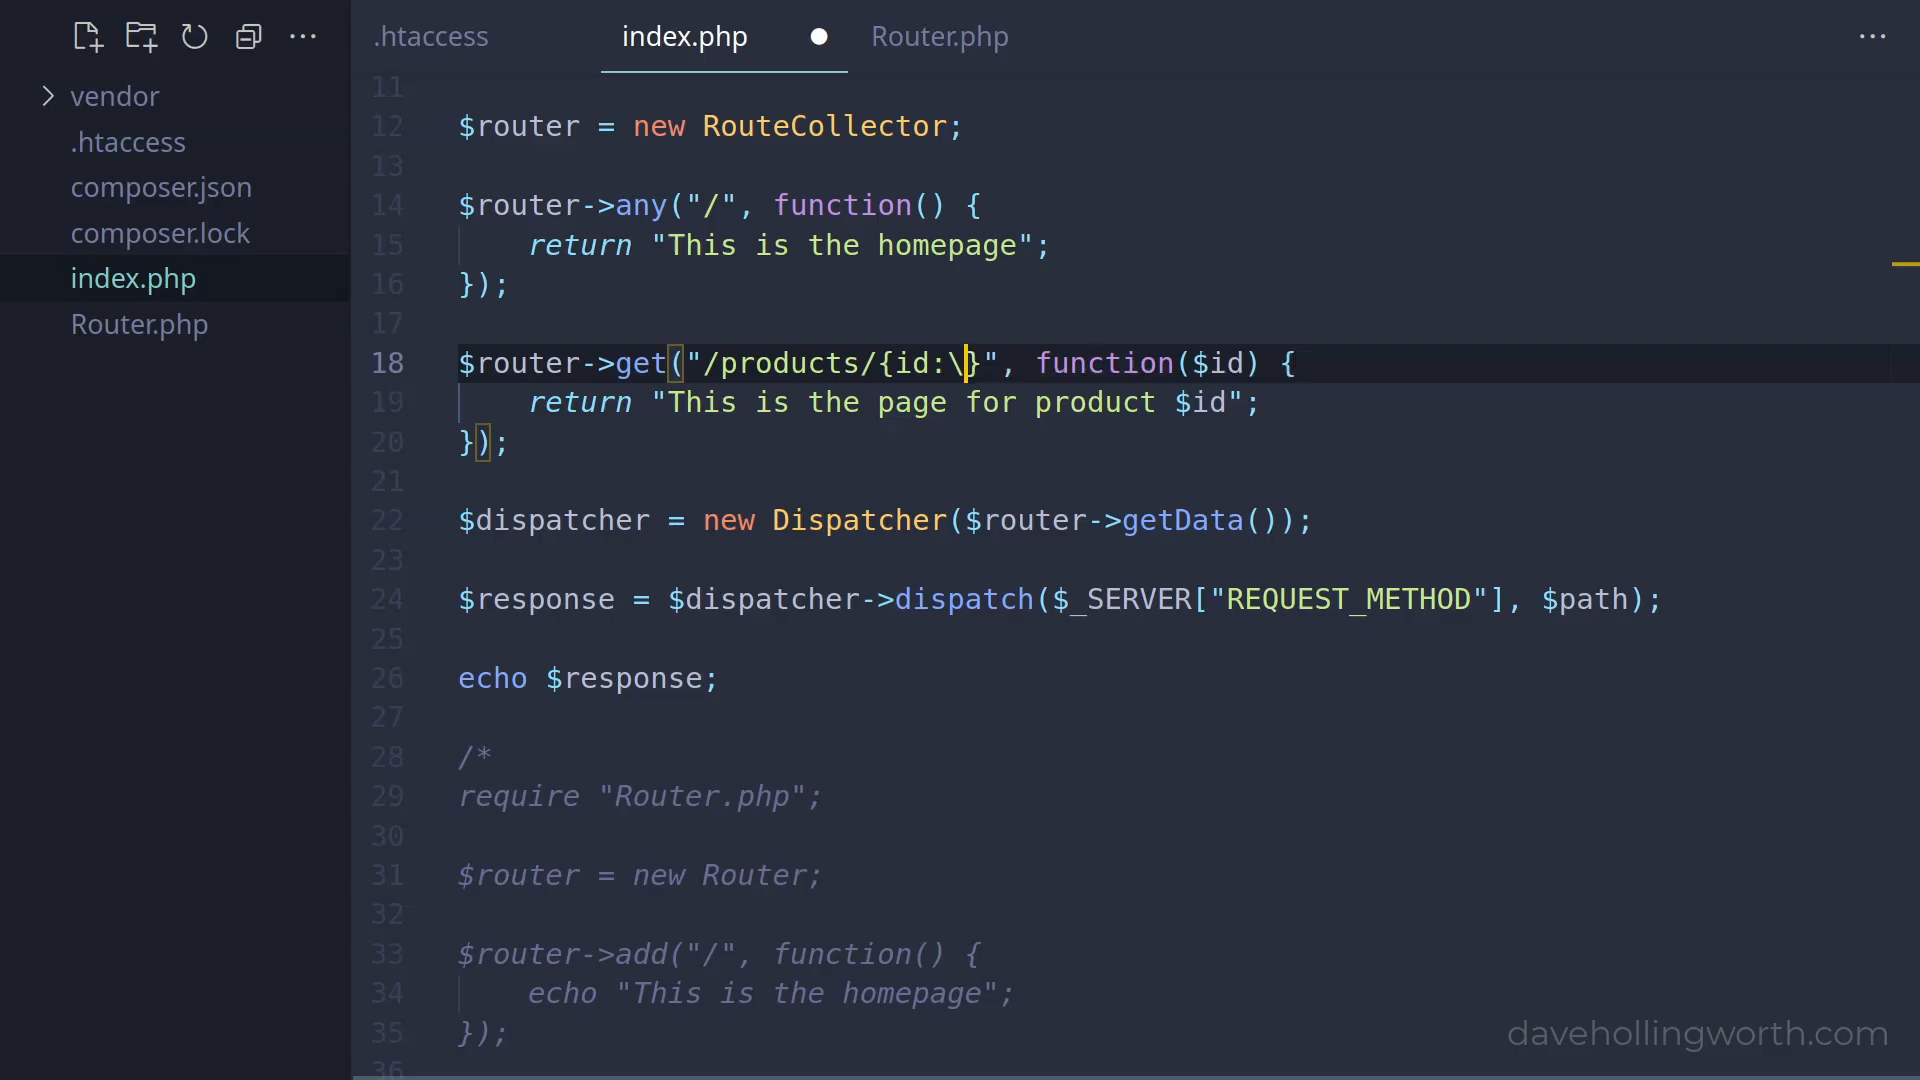 .htaccess
index.php
Router.php
vendor
.htaccess
composer.json
composer.lock
index.php
Router.php
11
12 $router = new RouteCollector;
13
14 $router->any("/", function() {
15     return "This is the homepage";
16 });
17
18 $router->get("/products/{id:\}", function($id) {
19     return "This is the page for product $id";
20 });
21
22 $dispatcher = new Dispatcher($router->getData());
23
24 $response = $dispatcher->dispatch($_SERVER["REQUEST_METHOD"], $path);
25
26 echo $response;
27
28 /*
29 require "Router.php";
30
31 $router = new Router;
32
33 $router->add("/", function() {
34     echo "This is the homepage";
35 });
36
davehollingworth.com